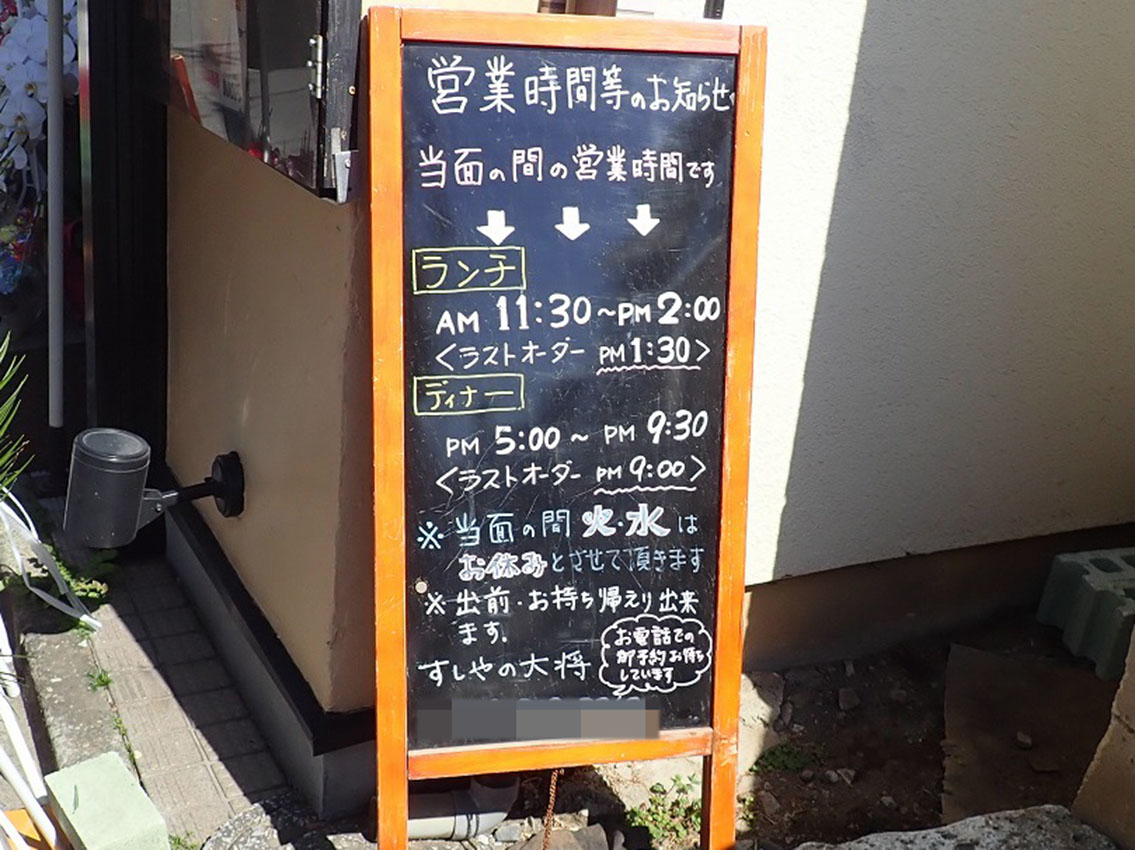 営業時間等のお知らせ
当面の間の営業時間です
ランチ
AM 11:30~PM 2:00
<ラストオーダー PM 1:30>
ディナー
PM 5:00~PM 9:30
<ラストオーダー PM 9:00>
※当面の間 火・水は
お休みとさせて頂きます
※出前・お持ち帰えり出来
ます.
すしやの大将
お電話での
御予約お待ち
しています